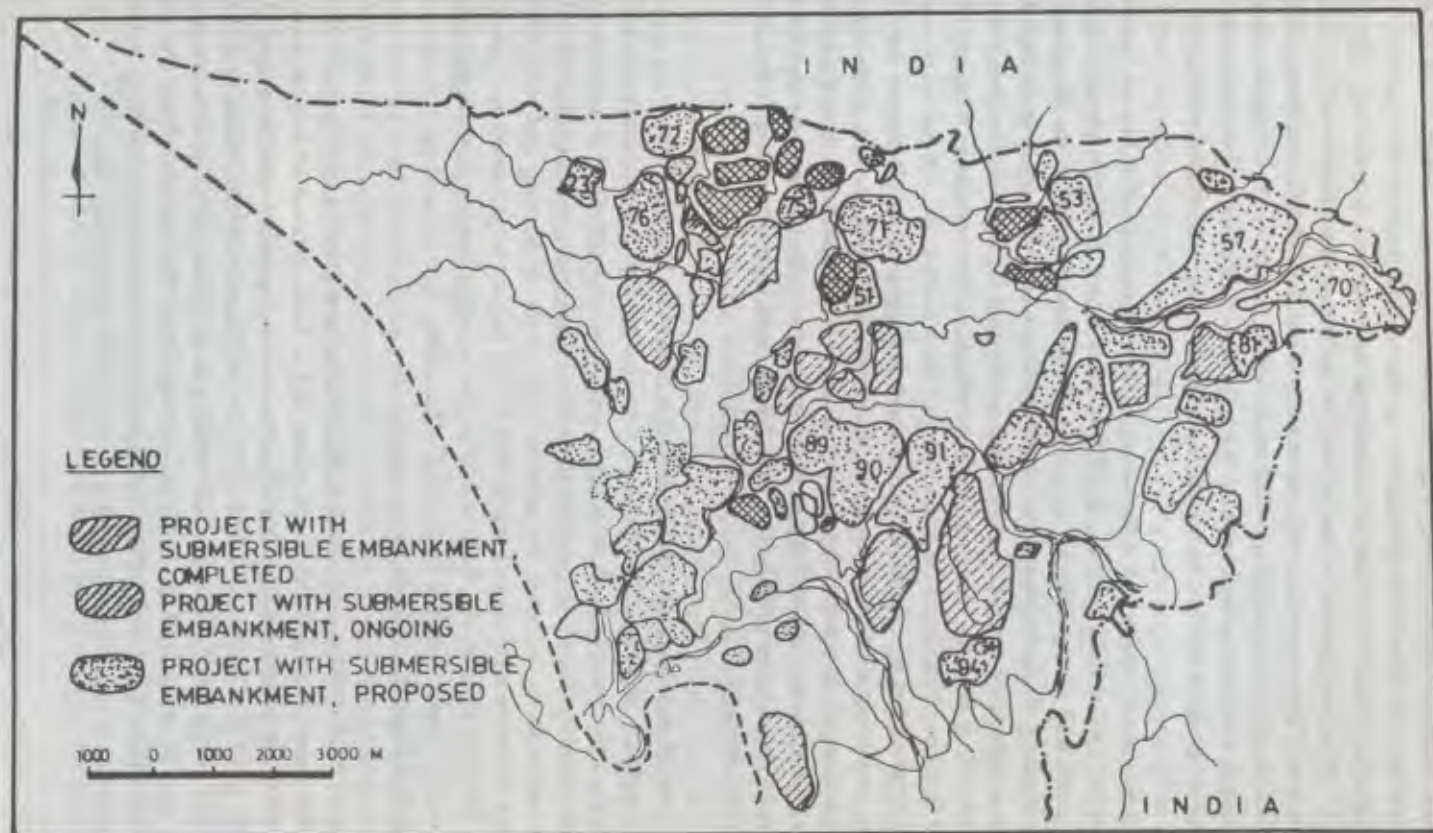 I N D I A
N
72
23
53
76
75
71
57
51
70
81
89
91
90
94
LEGEND
PROJECT WITH
SUBMERSIBLE EMBANKMENT,
COMPLETED
PROJECT WITH SUBMERSIBLE
EMBANKMENT, ONGOING
PROJECT WITH SUBMERSIBLE
EMBANKMENT, PROPOSED
1000 0 1000 2000 3000 M
I N D I A